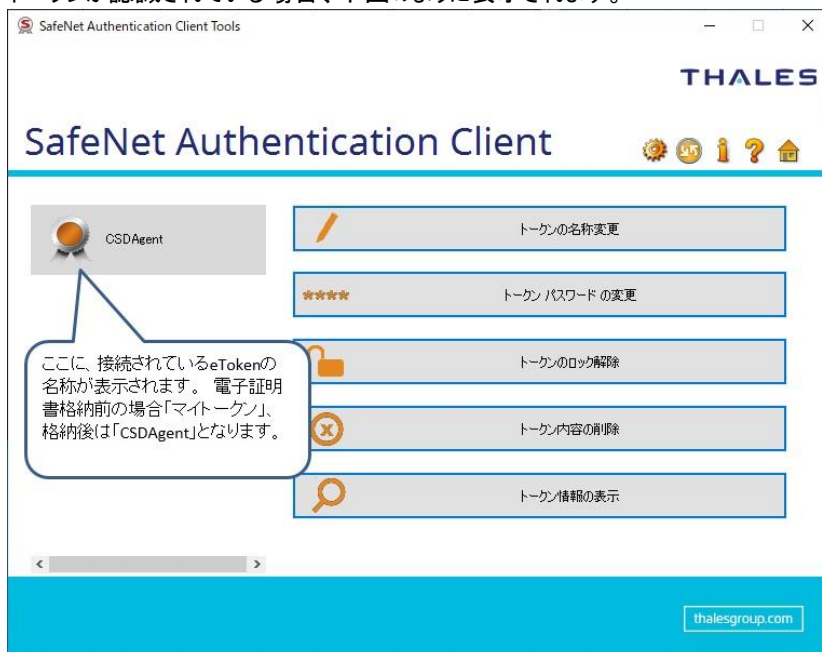 SafeNet Authentication Client Tools
THALES
SafeNet Authentication Client
CSDAgent
トークンの名称変更
**** トークン パスワード の変更
トークンのロック解除
トークン内容の削除
トークン情報の表示
ここに、接続されているeTokenの
名称が表示されます。 電子証明
書格納前の場合「マイトークン」、
格納後は「CSDAgent」となります。
thalesgroup.com